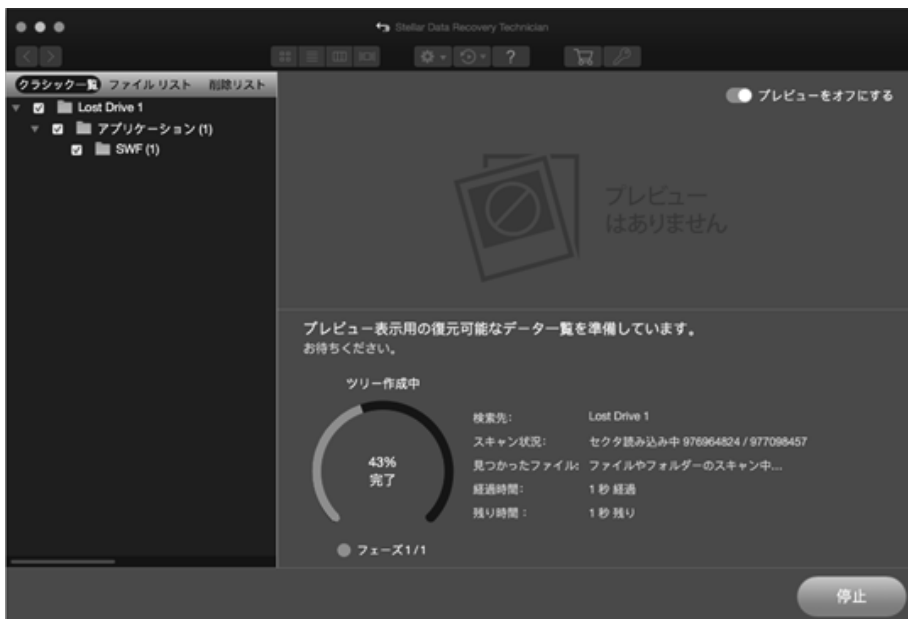 Stellar Data Recovery Technician
?
クラシック一覧 ファイル リスト 削除リスト
Lost Drive 1
アプリケーション (1)
SWF (1)
プレビューをオフにする
プレビュー
はありません
プレビュー表示用の復元可能なデータ一覧を準備しています。
お待ちください。
ツリー作成中
43%
完了
検索先: Lost Drive 1
スキャン状況: セクタ読み込み中 976964824 / 977098457
見つかったファイル: ファイルやフォルダーのスキャン中...
経過時間: 1 秒 経過
残り時間 : 1 秒 残り
フェーズ1/1
停止